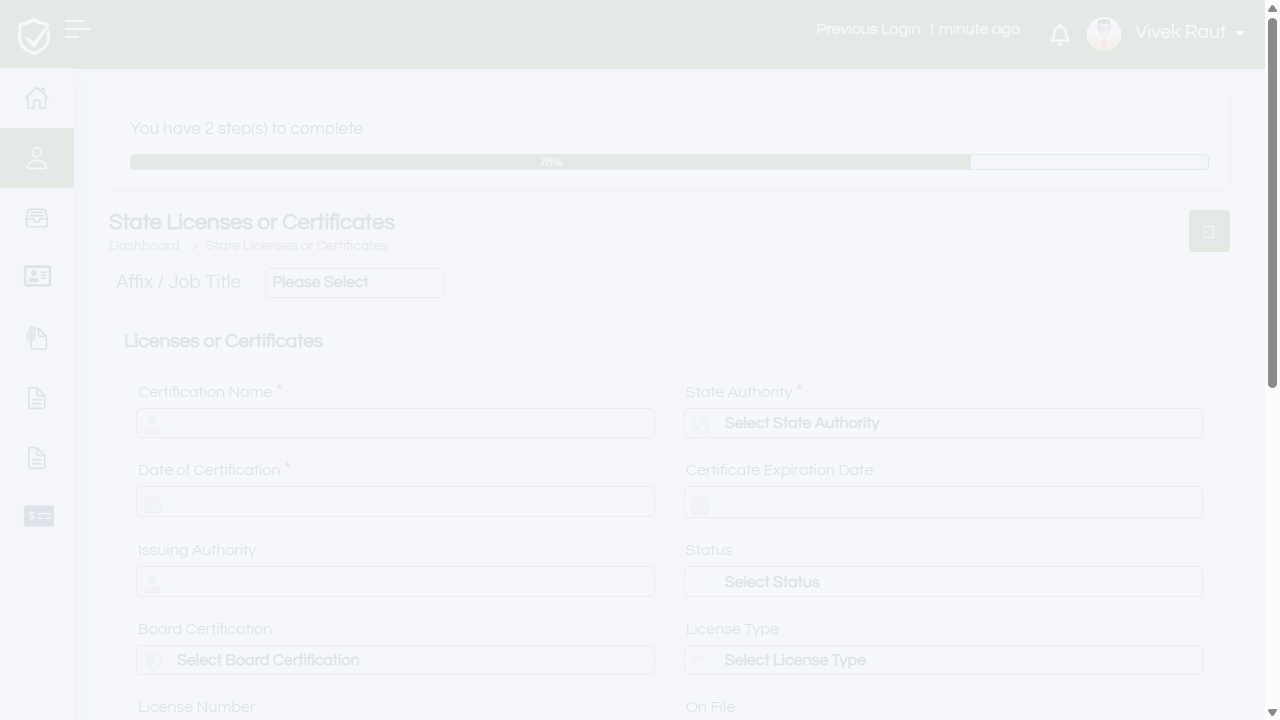 Previous Login: 1 minute ago
Vivek Raut
You have 2 step(s) to complete
78%
State Licenses or Certificates
Dashboard > State Licenses or Certificates
Affix / Job Title Please Select
Licenses or Certificates
Certification Name *
State Authority *
Select State Authority
Date of Certification *
Certificate Expiration Date
Issuing Authority
Status
Select Status
Board Certification
License Type
Select Board Certification
Select License Type
License Number
On File